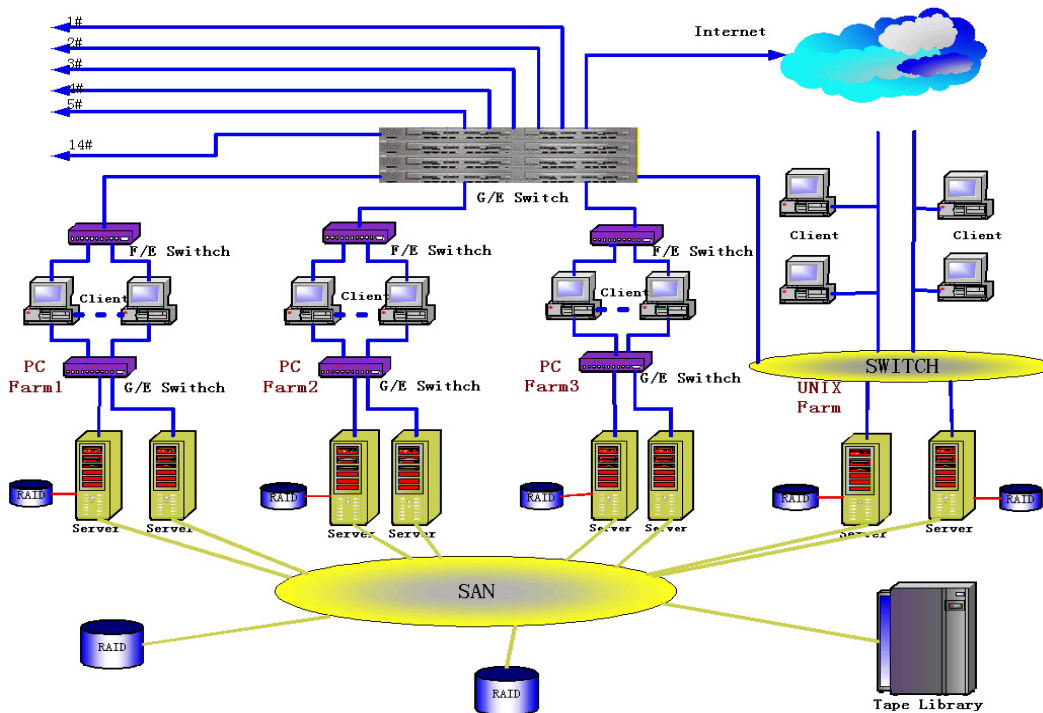 1#
2#
3#
4#
5#
14#
Internet
G/E Switch
F/E Swithch
F/E Swithch
F/E Swithch
Client
Client
Client
Client
Client
PC
Farm1
G/E Swithch
PC
Farm2
G/E Swithch
PC
Farm3
G/E Swithch
SWITCH
UNIX
Farm
RAID
Server
Server
RAID
Server
Server
RAID
Server
Server
RAID
Server
Server
RAID
SAN
RAID
RAID
Tape Library